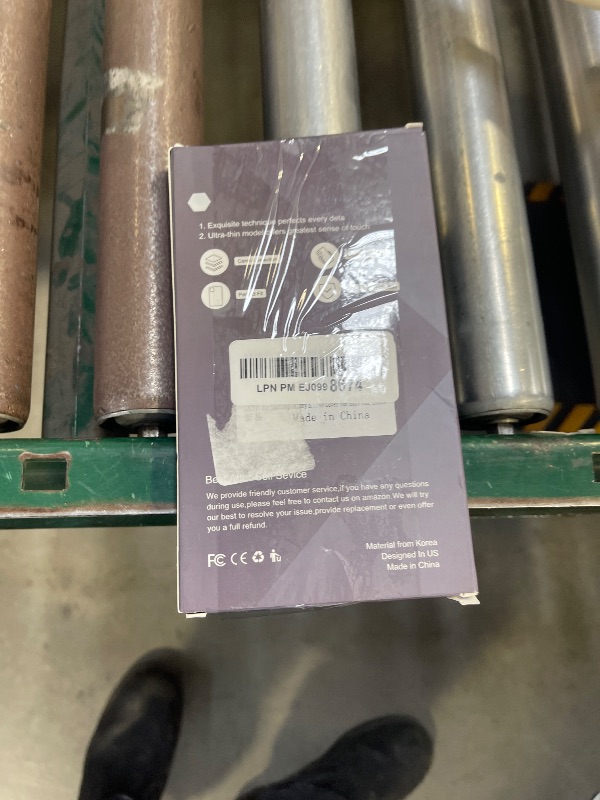 1. Exquisite technique perfects every deta
2. Ultra-thin model offers greatest sense of touch
Perfect Fit
LPN PM EJ099 8674
Made in China
Sevice
We provide friendly customer service,if you have any questions
during use,please feel free to contact us on amazon.We will try
our best to resolve your issue,provide replacement or even offer
you a full refund.
FC CE
Material from Korea
Designed In US
Made in China